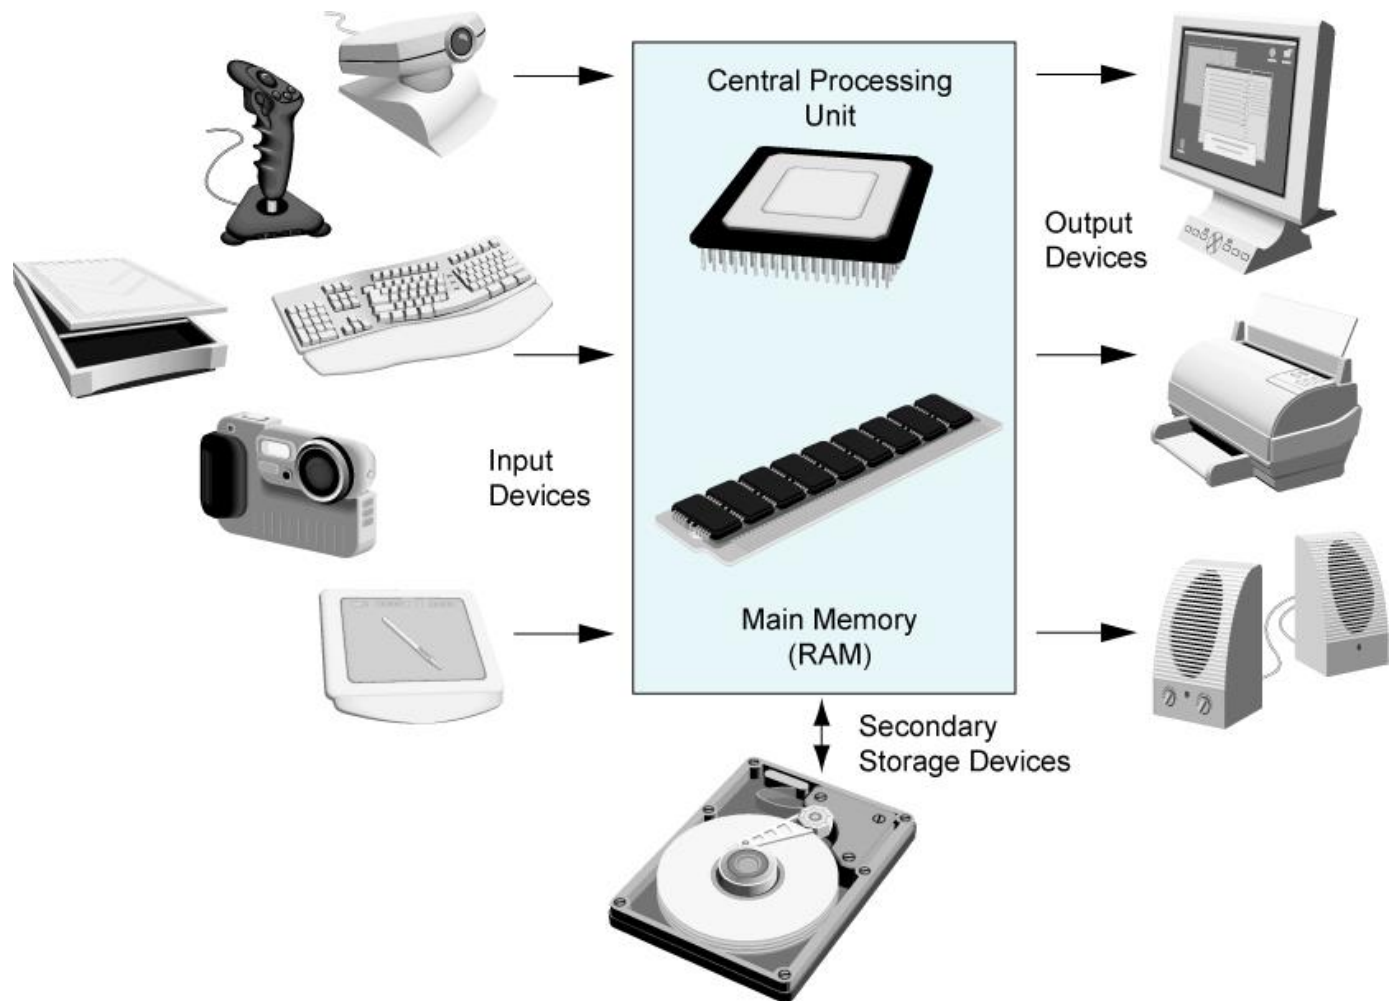 Central Processing
Unit
Output
Devices
Input
Devices
Main Memory
(RAM)
Secondary
Storage Devices